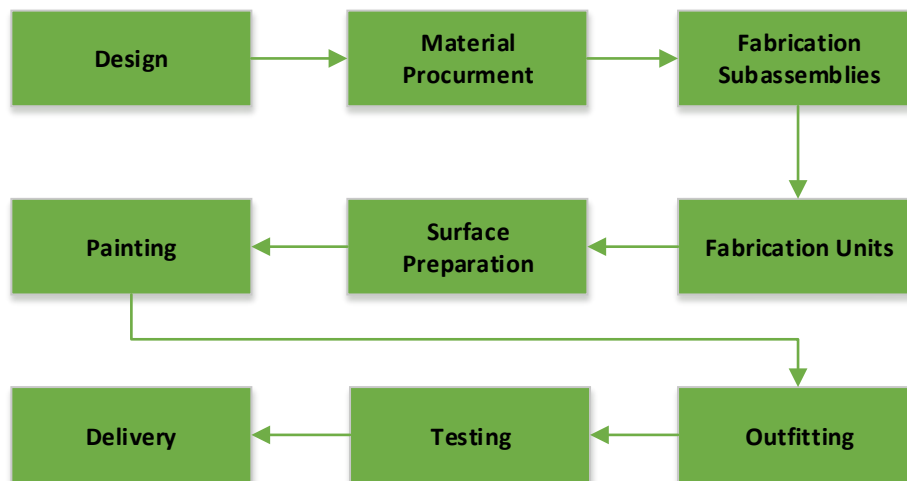 Design
Material
Procurment
Fabrication
Subassemblies
Painting
Surface
Preparation
Fabrication Units
Delivery
Testing
Outfitting